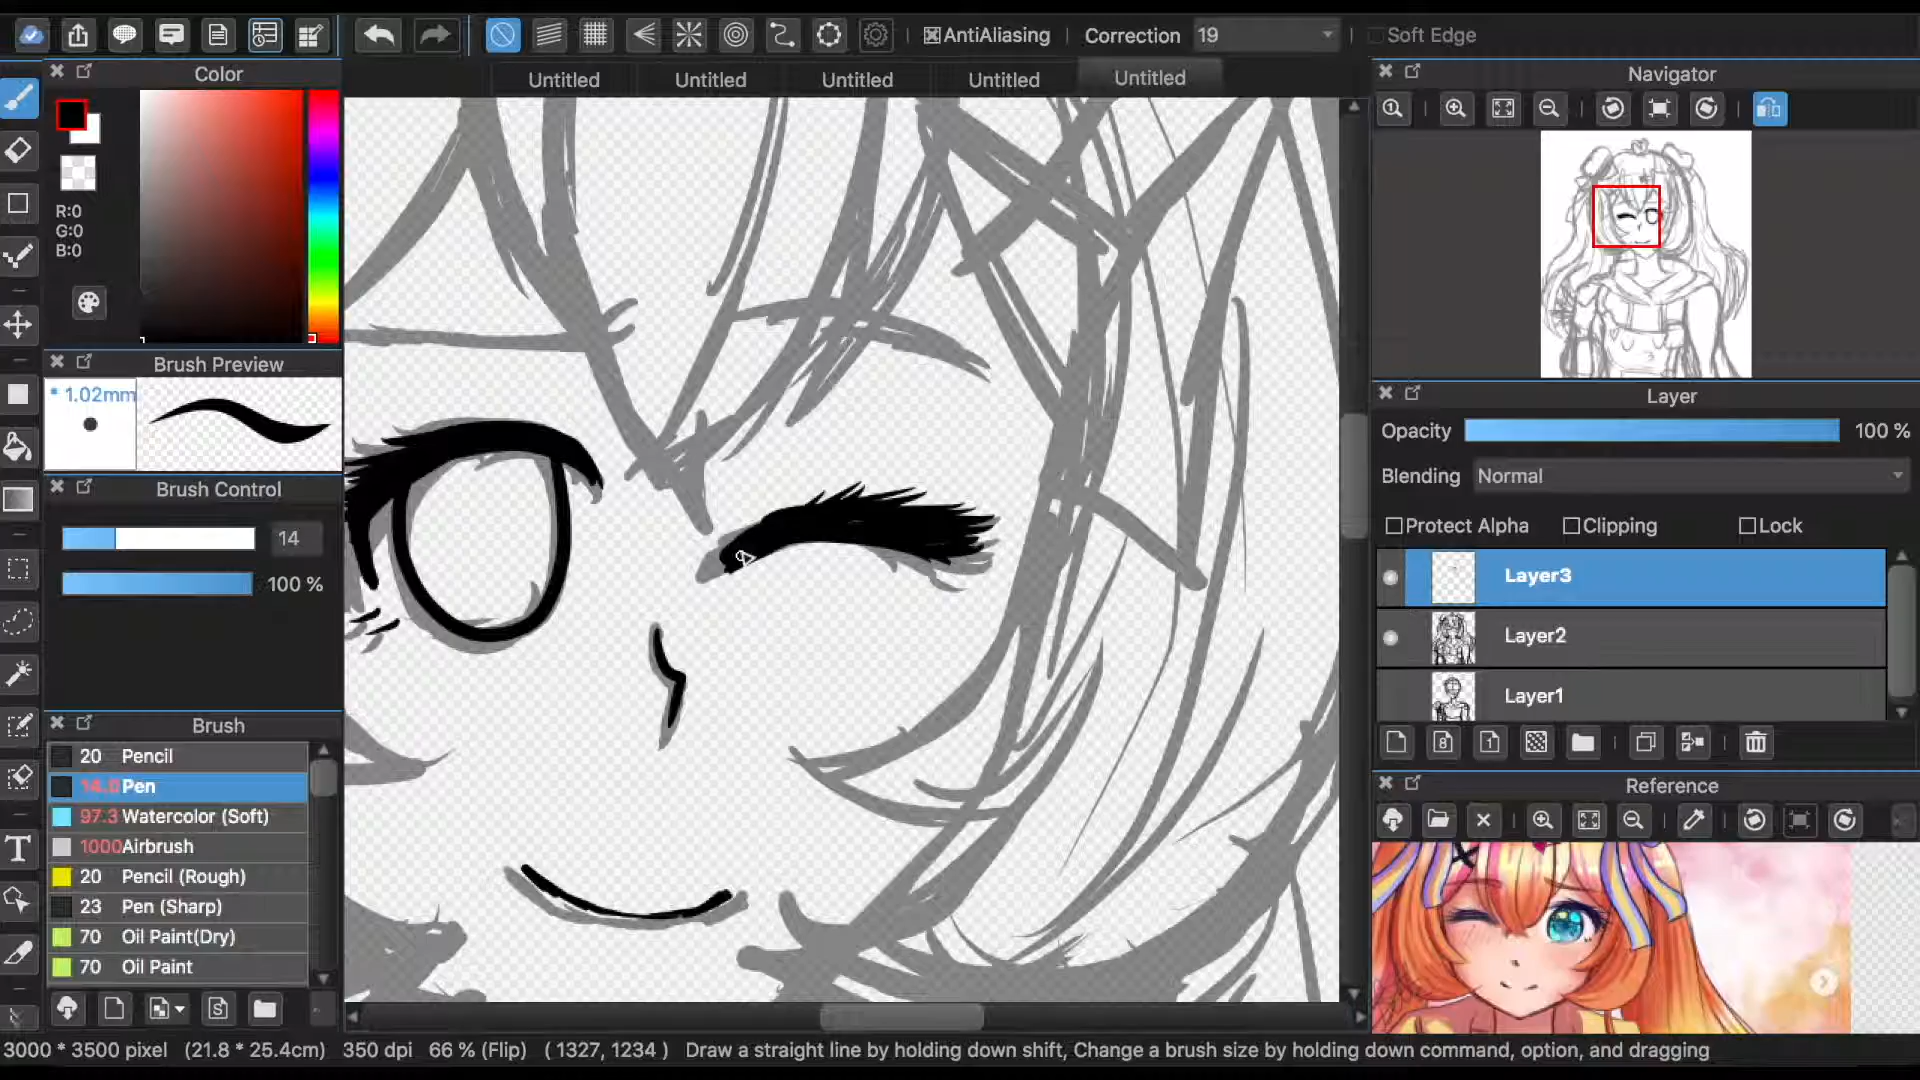 AntiAliasing
Correction
19
Soft Edge
Untitled
Untitled
Untitled
Untitled
Untitled
Color
R:0
G:0
B:0
Brush Preview
* 1.02mm
Brush Control
14
100 %
Brush
20 Pencil
14.0 Pen
97.3 Watercolor (Soft)
1000 Airbrush
20 Pencil (Rough)
23 Pen (Sharp)
70 Oil Paint(Dry)
70 Oil Paint
Navigator
Layer
Opacity
100 %
Blending
Normal
Protect Alpha
Clipping
Lock
Layer3
Layer2
Layer1
8
1
Reference
3000 * 3500 pixel (21.8 * 25.4cm) 350 dpi 66 % (Flip) ( 1327, 1234 ) Draw a straight line by holding down shift, Change a brush size by holding down command, option, and dragging